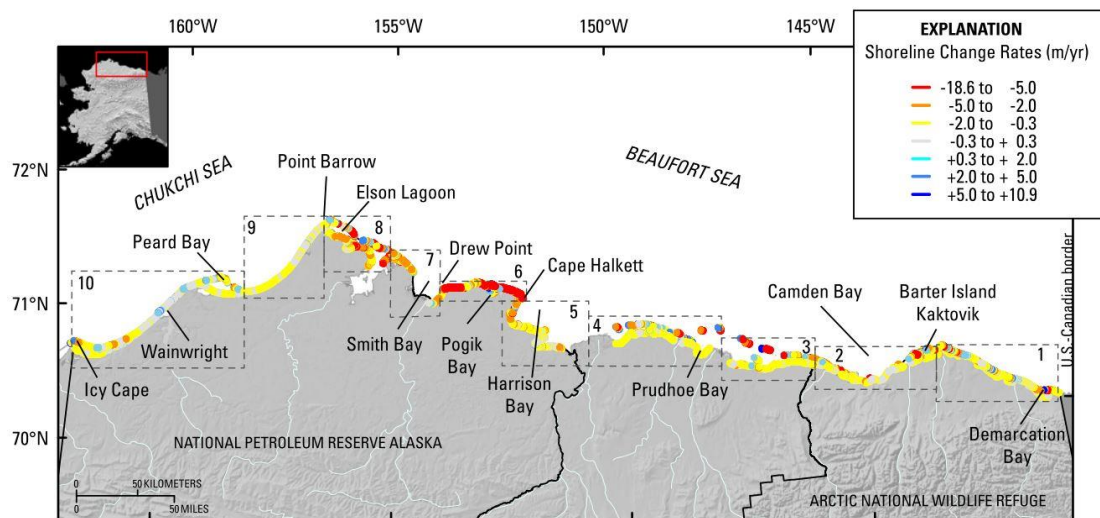 160°W
155°W
150°W
145°W
EXPLANATION
Shoreline Change Rates (m/yr)
-18.6 to -5.0
-5.0 to -2.0
-2.0 to -0.3
-0.3 to + 0.3
+0.3 to + 2.0
+2.0 to + 5.0
+5.0 to +10.9
72°N
70°N
CHUKCHI SEA
BEAUFORT SEA
Point Barrow
Elson Lagoon
Peard Bay
9
8
7
Drew Point
6
Cape Halkett
10
5
4
3
2
1
Camden Bay
Barter Island
Kaktovik
U.S.-Canadian border
Wainwright
Smith Bay
Pogik
Bay
Harrison
Bay
Prudhoe Bay
Icy Cape
Demarcation
Bay
NATIONAL PETROLEUM RESERVE ALASKA
ARCTIC NATIONAL WILDLIFE REFUGE
0
50 KILOMETERS
0
50 MILES
71°N